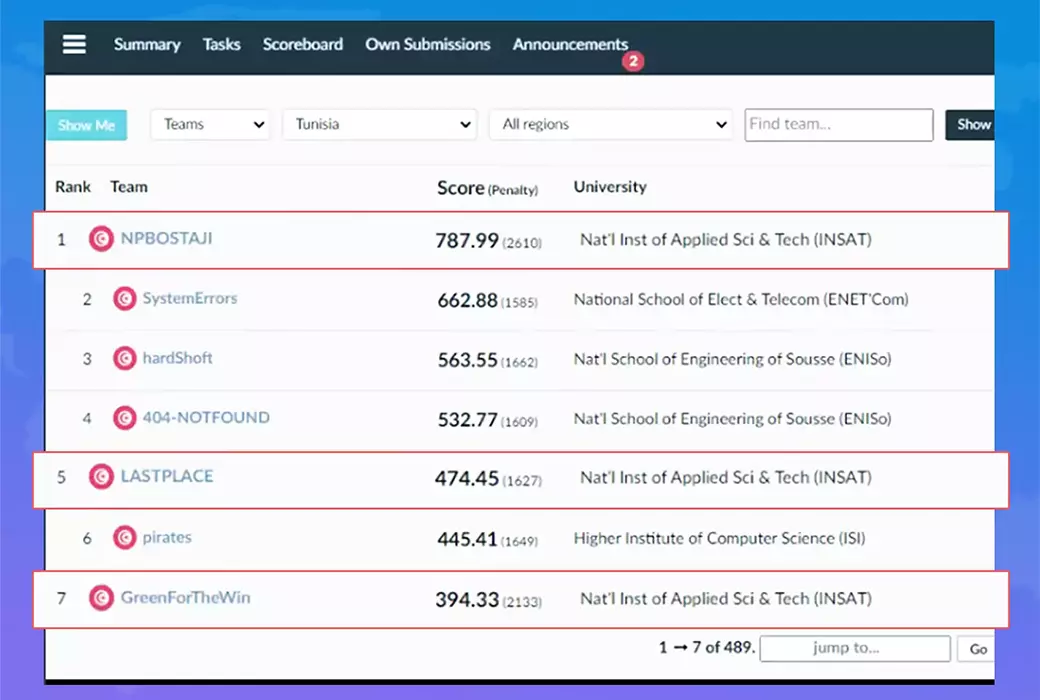 Summary Tasks Scoreboard Own Submissions Announcements 2
Show Me Teams Tunisia All regions Find team... Show
Rank Team Score (Penalty) University
1 NPBOSTAJI 787.99 (2610) Nat'l Inst of Applied Sci & Tech (INSAT)
2 SystemErrors 662.88 (1585) National School of Elect & Telecom (ENET'Com)
3 hardShoft 563.55 (1662) Nat'l School of Engineering of Sousse (ENISo)
4 404-NOTFOUND 532.77 (1609) Nat'l School of Engineering of Sousse (ENISo)
5 LASTPLACE 474.45 (1627) Nat'l Inst of Applied Sci & Tech (INSAT)
6 pirates 445.41 (1649) Higher Institute of Computer Science (ISI)
7 GreenForTheWin 394.33 (2133) Nat'l Inst of Applied Sci & Tech (INSAT)
1 → 7 of 489. jump to... Go